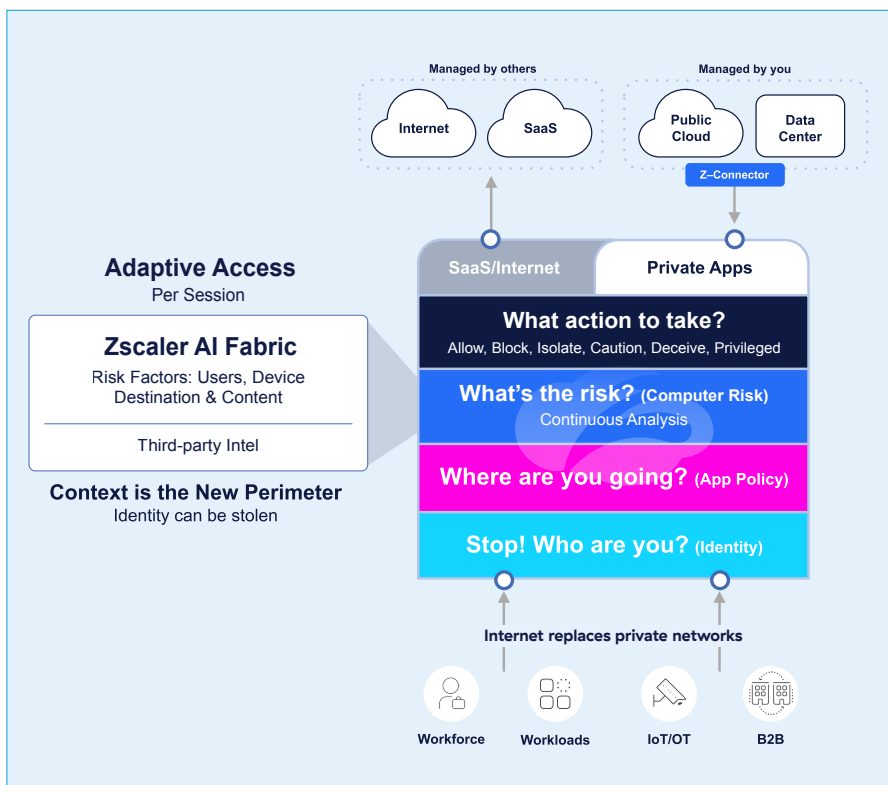 Managed by others
Managed by you
Internet
SaaS
Public
Cloud
Data
Center
Z–Connector
SaaS/Internet
Private Apps
Adaptive Access
Per Session
Zscaler AI Fabric
Risk Factors: Users, Device
Destination & Content
Third-party Intel
Context is the New Perimeter
Identity can be stolen
What action to take?
Allow, Block, Isolate, Caution, Deceive, Privileged
What's the risk? (Computer Risk)
Continuous Analysis
Where are you going? (App Policy)
Stop! Who are you? (Identity)
Internet replaces private networks
Workforce
Workloads
IoT/OT
B2B